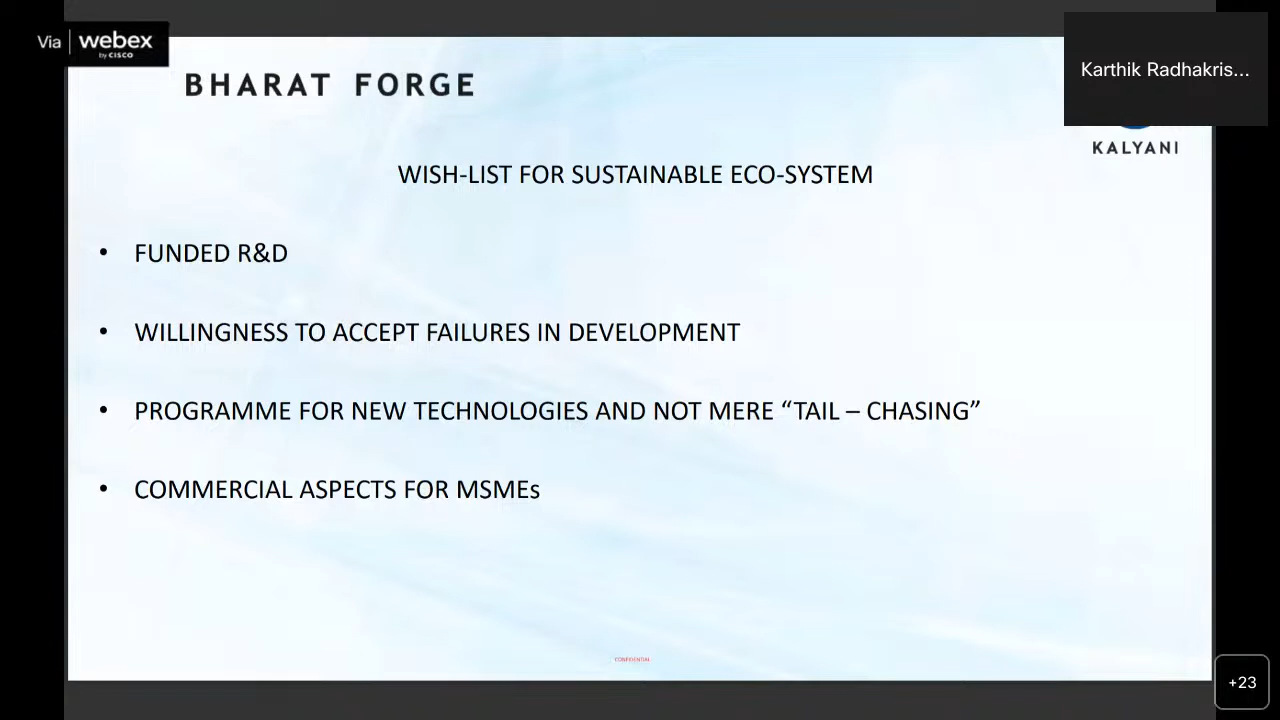 Via webex
by CISCO
Karthik Radhakris...
BHARAT FORGE
KALYANI
WISH-LIST FOR SUSTAINABLE ECO-SYSTEM
• FUNDED R&D
• WILLINGNESS TO ACCEPT FAILURES IN DEVELOPMENT
• PROGRAMME FOR NEW TECHNOLOGIES AND NOT MERE “TAIL – CHASING”
• COMMERCIAL ASPECTS FOR MSMEs
CONFIDENTIAL
+23